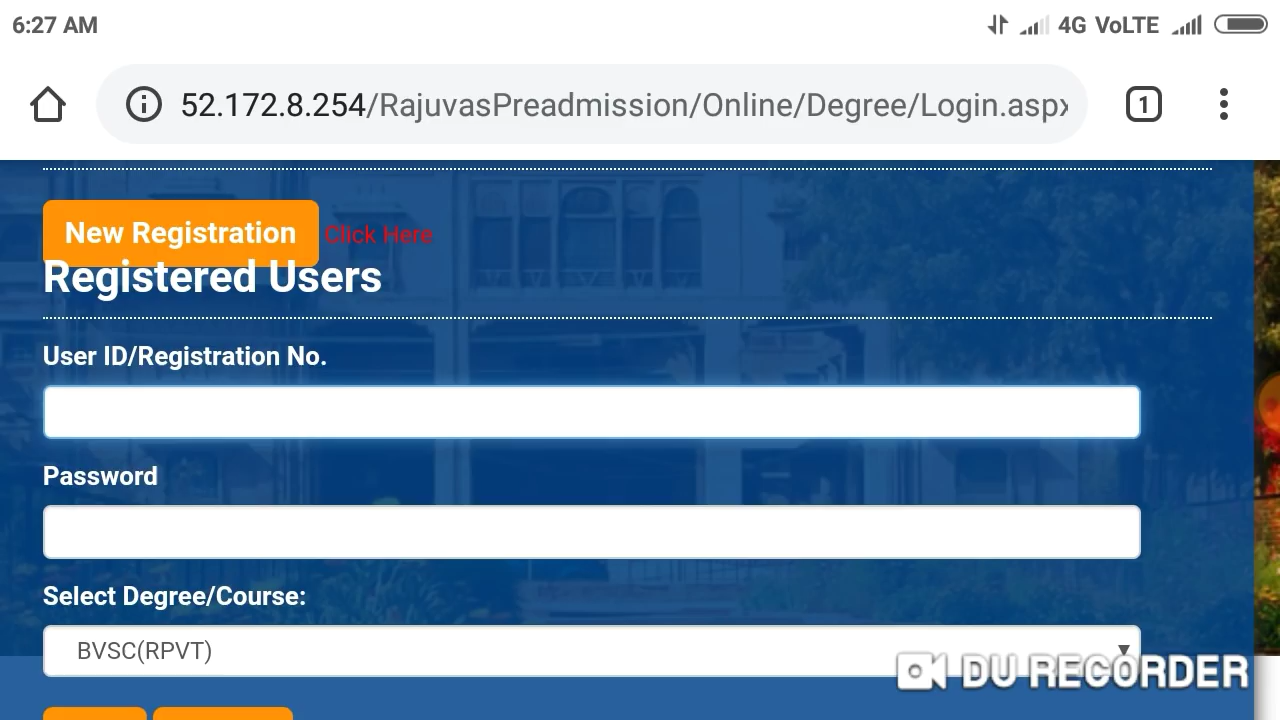 6:27 AM 4G VoLTE
52.172.8.254/RajuvasPreadmission/Online/Degree/Login.aspx 1
New Registration Click Here
Registered Users
User ID/Registration No.
Password
Select Degree/Course:
BVSC(RPVT)
DU RECORDER